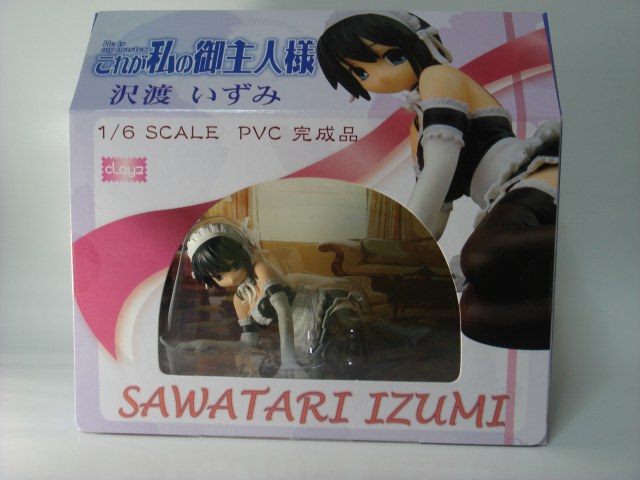 He is my master
これが私の御主人様
沢渡 いずみ
1/6 SCALE PVC 完成品
cLayz
SAWATARI IZUMI